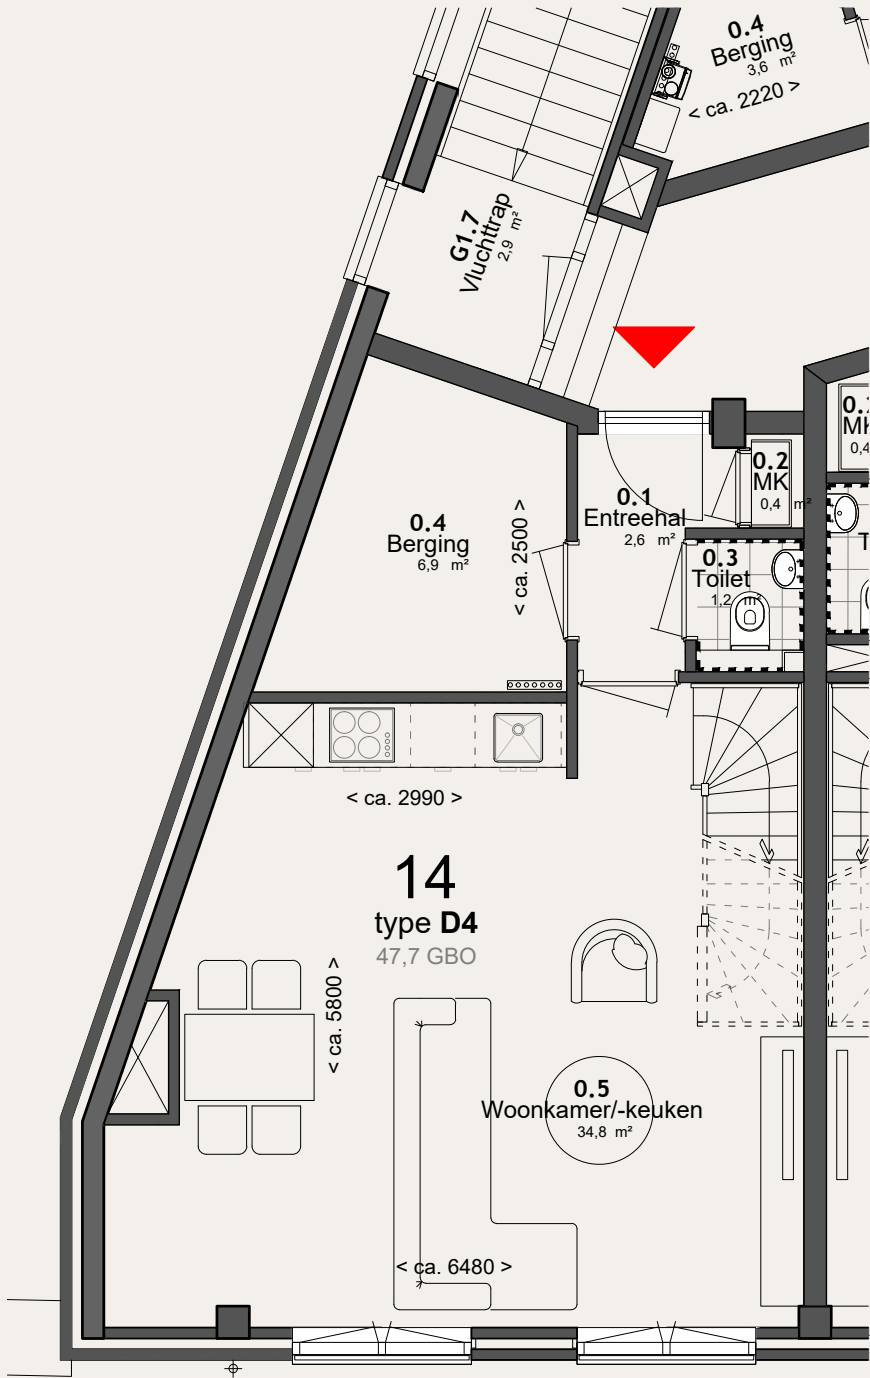 0.4
Berging
3,6 m²
< ca. 2220 >
G1.7
Vluchttrap
2,9 m²
0.2
MK
0,4 m²
0.1
Entreehal
2,6 m²
0.4
Berging
6,9 m²
< ca. 2500 >
0.3
Toilet
1,2 m²
MK
0,4
T
< ca. 2990 >
14
type D4
47,7 GBO
< ca. 5800 >
0.5
Woonkamer/-keuken
34,8 m²
< ca. 6480 >